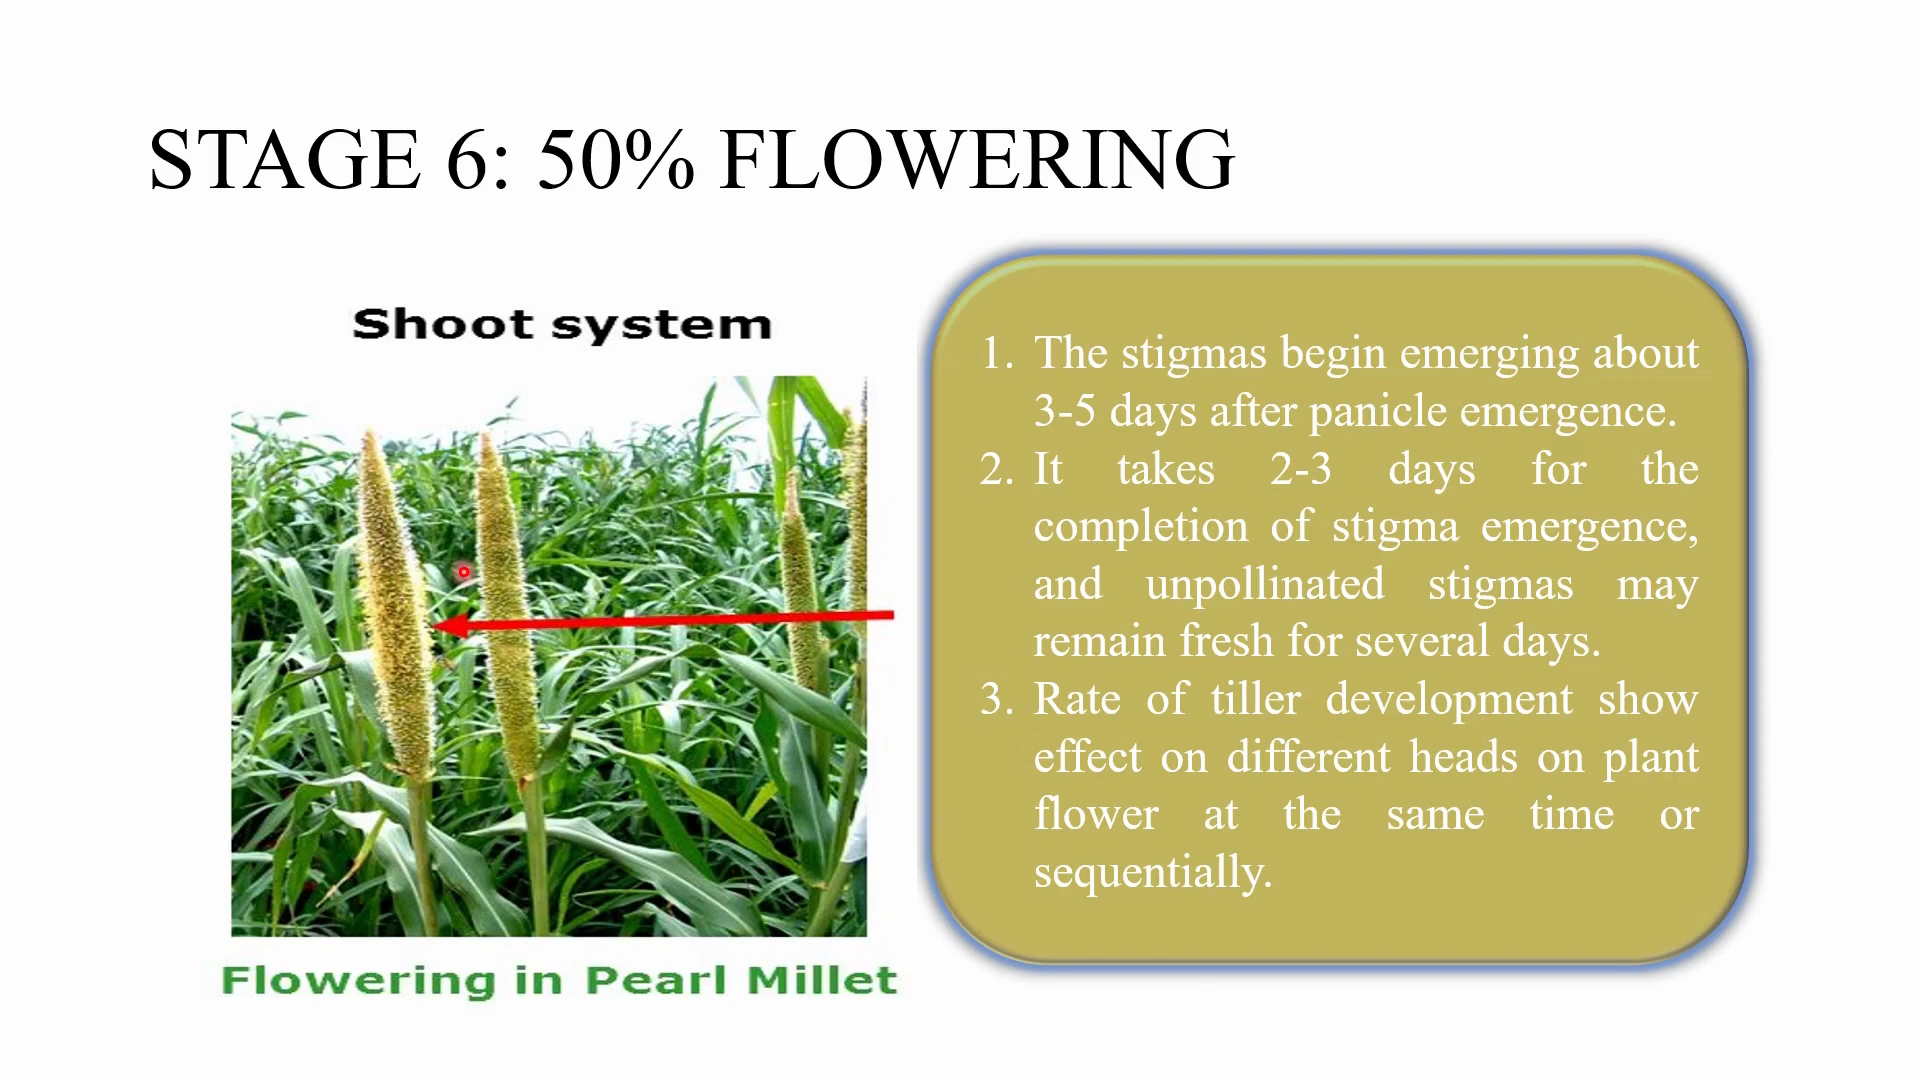 STAGE 6: 50% FLOWERING
Shoot system
Flowering in Pearl Millet
1. The stigmas begin emerging about
3-5 days after panicle emergence.
2. It takes 2-3 days for the
completion of stigma emergence,
and unpollinated stigmas may
remain fresh for several days.
3. Rate of tiller development show
effect on different heads on plant
flower at the same time or
sequentially.